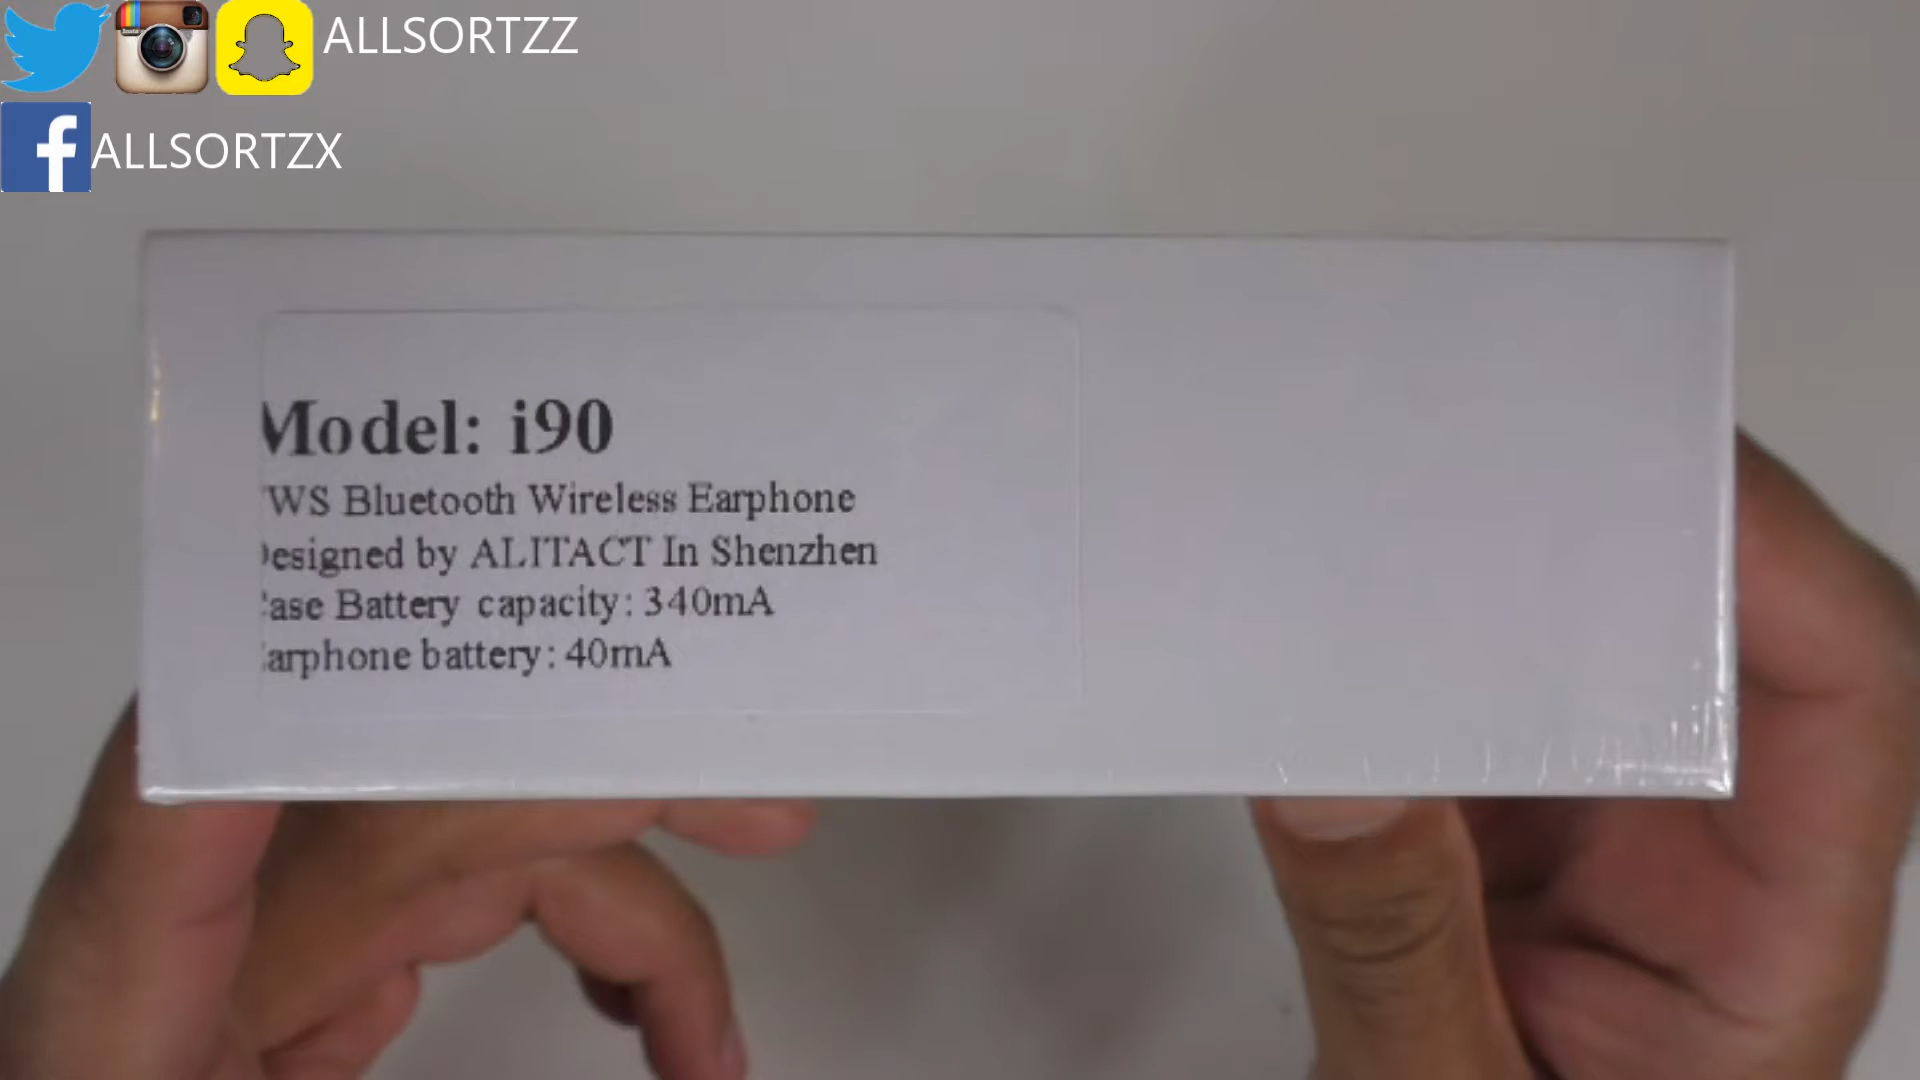 ALLSORTZZ
ALLSORTZX
Model: i90
WS Bluetooth Wireless Earphone
esigned by ALITACT In Shenzhen
ase Battery capacity: 340mA
arphone battery: 40mA